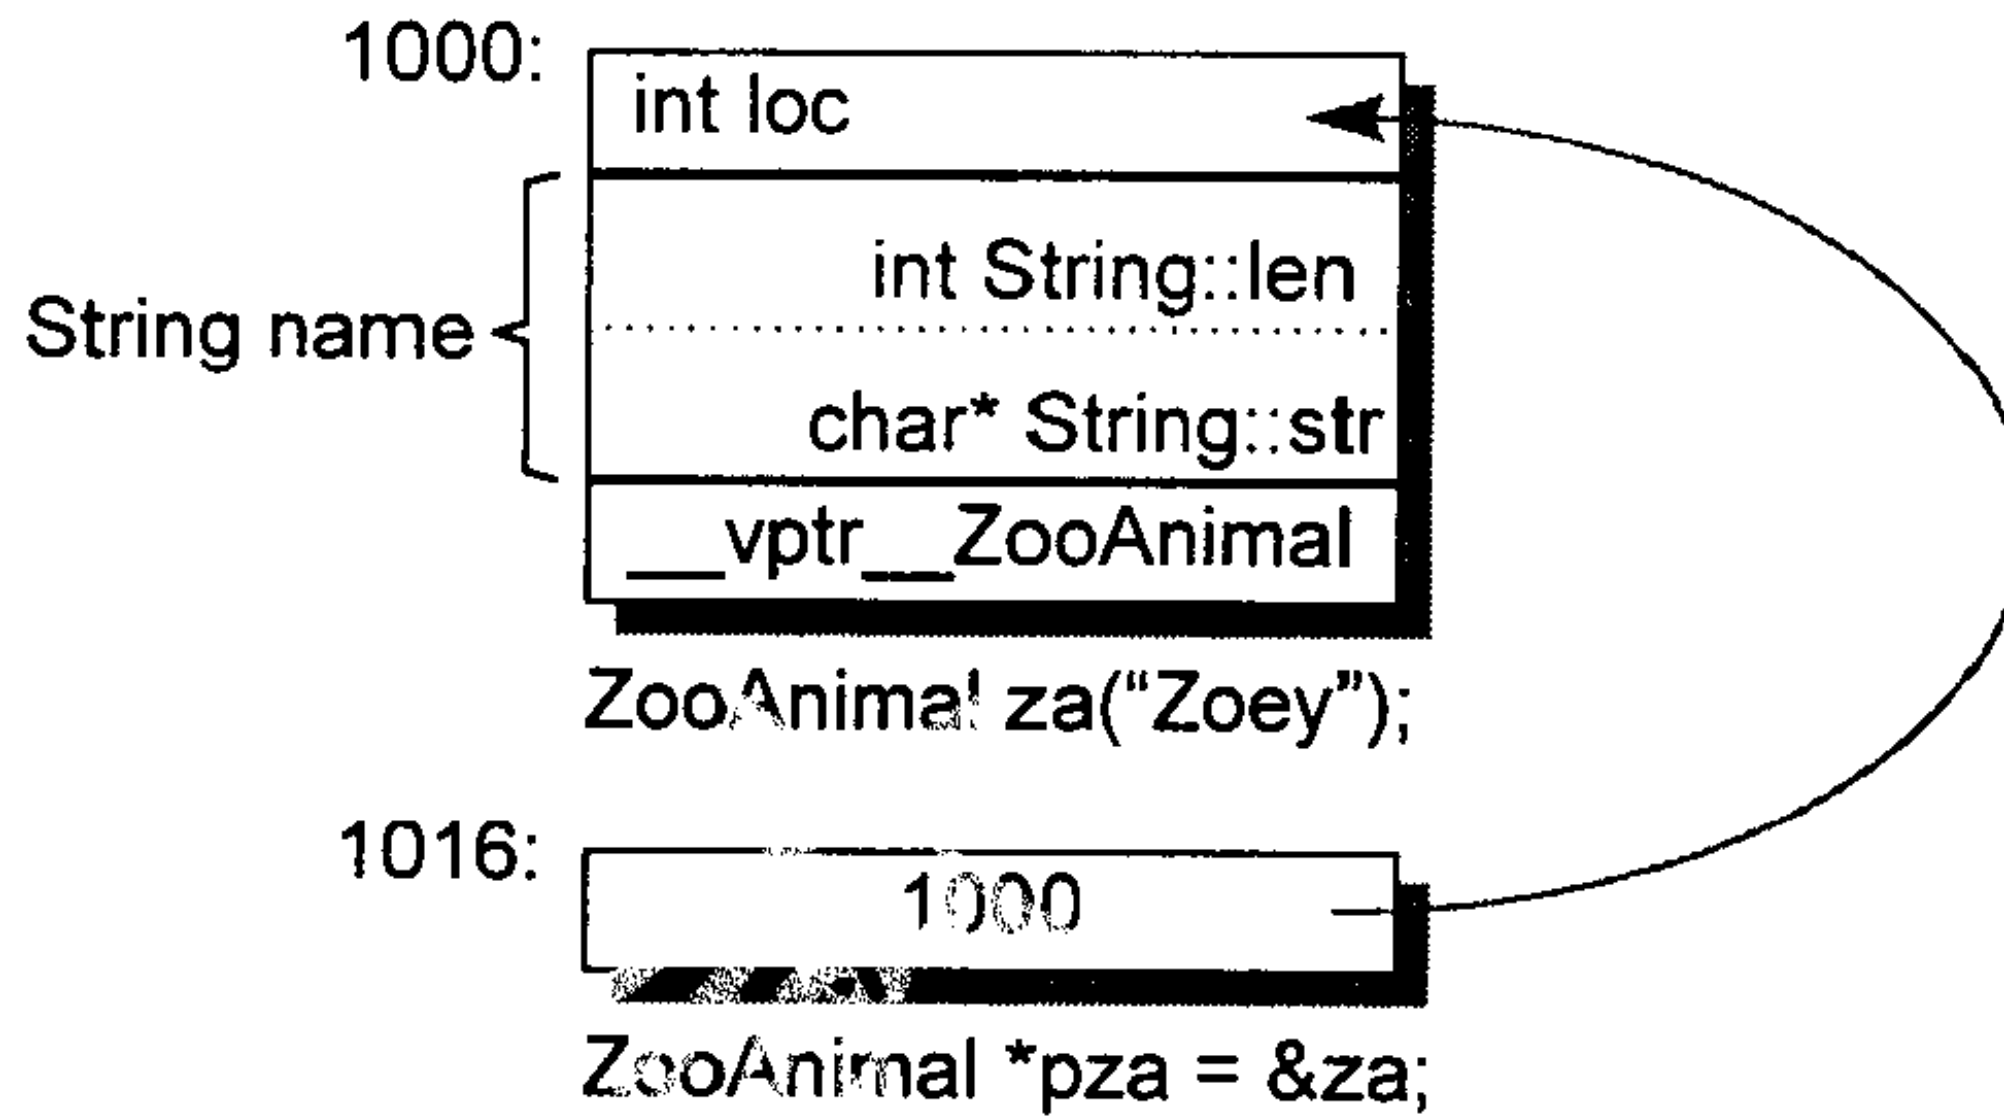 1000:
int loc
String name
int String::len
char* String::str
__vptr__ZooAnimal
ZooAnimal za(“Zoey”);
1016:
1000
ZooAnimal *pza = &za;